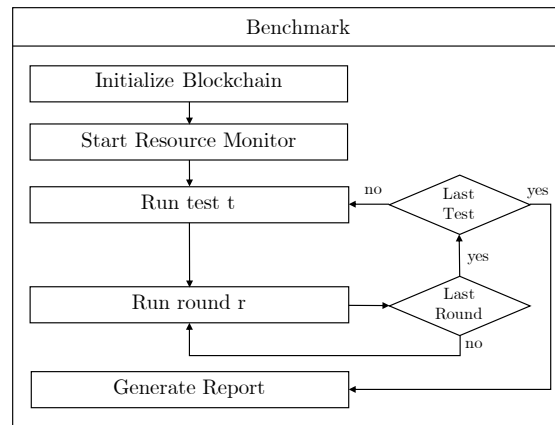 Benchmark
Initialize Blockchain
Start Resource Monitor
Run test t
no
Last
Test
yes
yes
Run round r
Last
Round
no
Generate Report